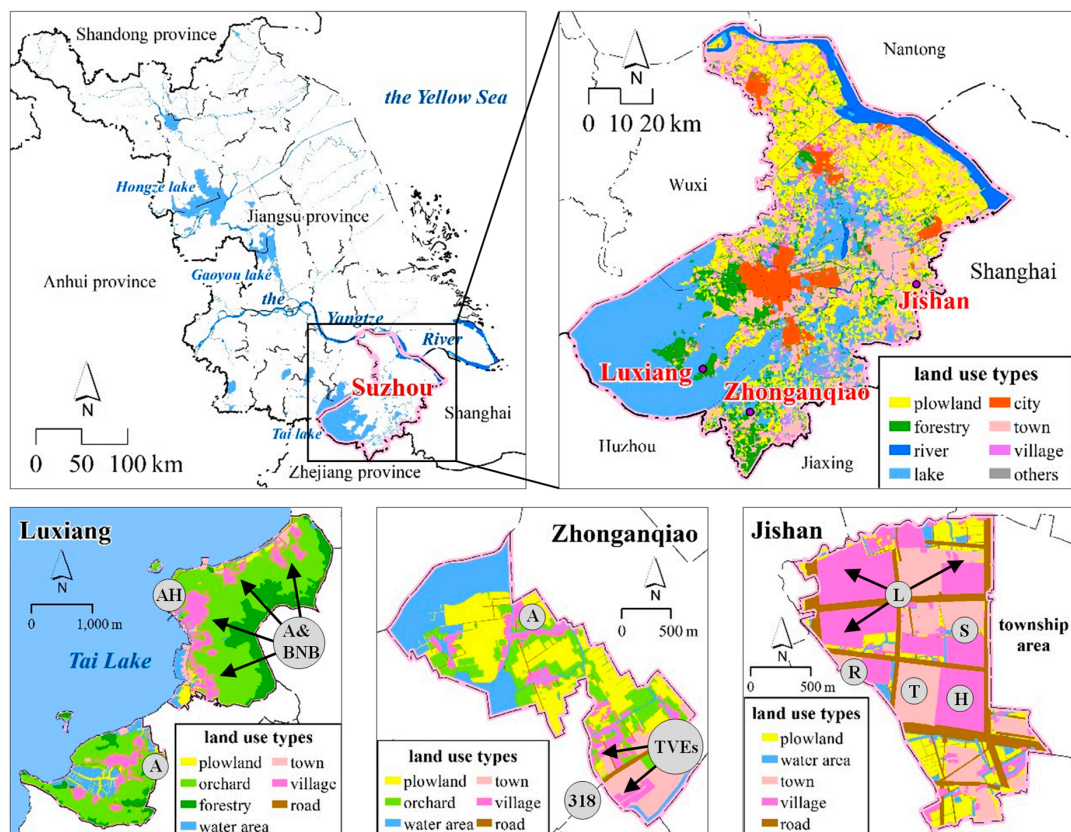 Shandong province
N
the Yellow Sea
Hongze lake
Jiangsu province
Anhui province
Gaoyou lake
the
Yangtze
River
Suzhou
Shanghai
Tai lake
Zhejiang province
N
0 50 100 km
N
0 10 20 km
Nantong
Wuxi
Shanghai
Jishan
Luxiang
Zhonganqiao
Huzhou
Jiaxing
land use types
plowland city
forestry town
river village
lake others
Luxiang
N
0 1,000 m
AH
A&
BNB
Tai Lake
A
land use types
plowland town
orchard village
forestry road
water area
Zhonganqiao
N
0 500 m
A
TVEs
318
land use types
plowland town
orchard village
water area road
Jishan
L
S
township
area
N
0 500 m
R
T
H
land use types
plowland
water area
town
village
road